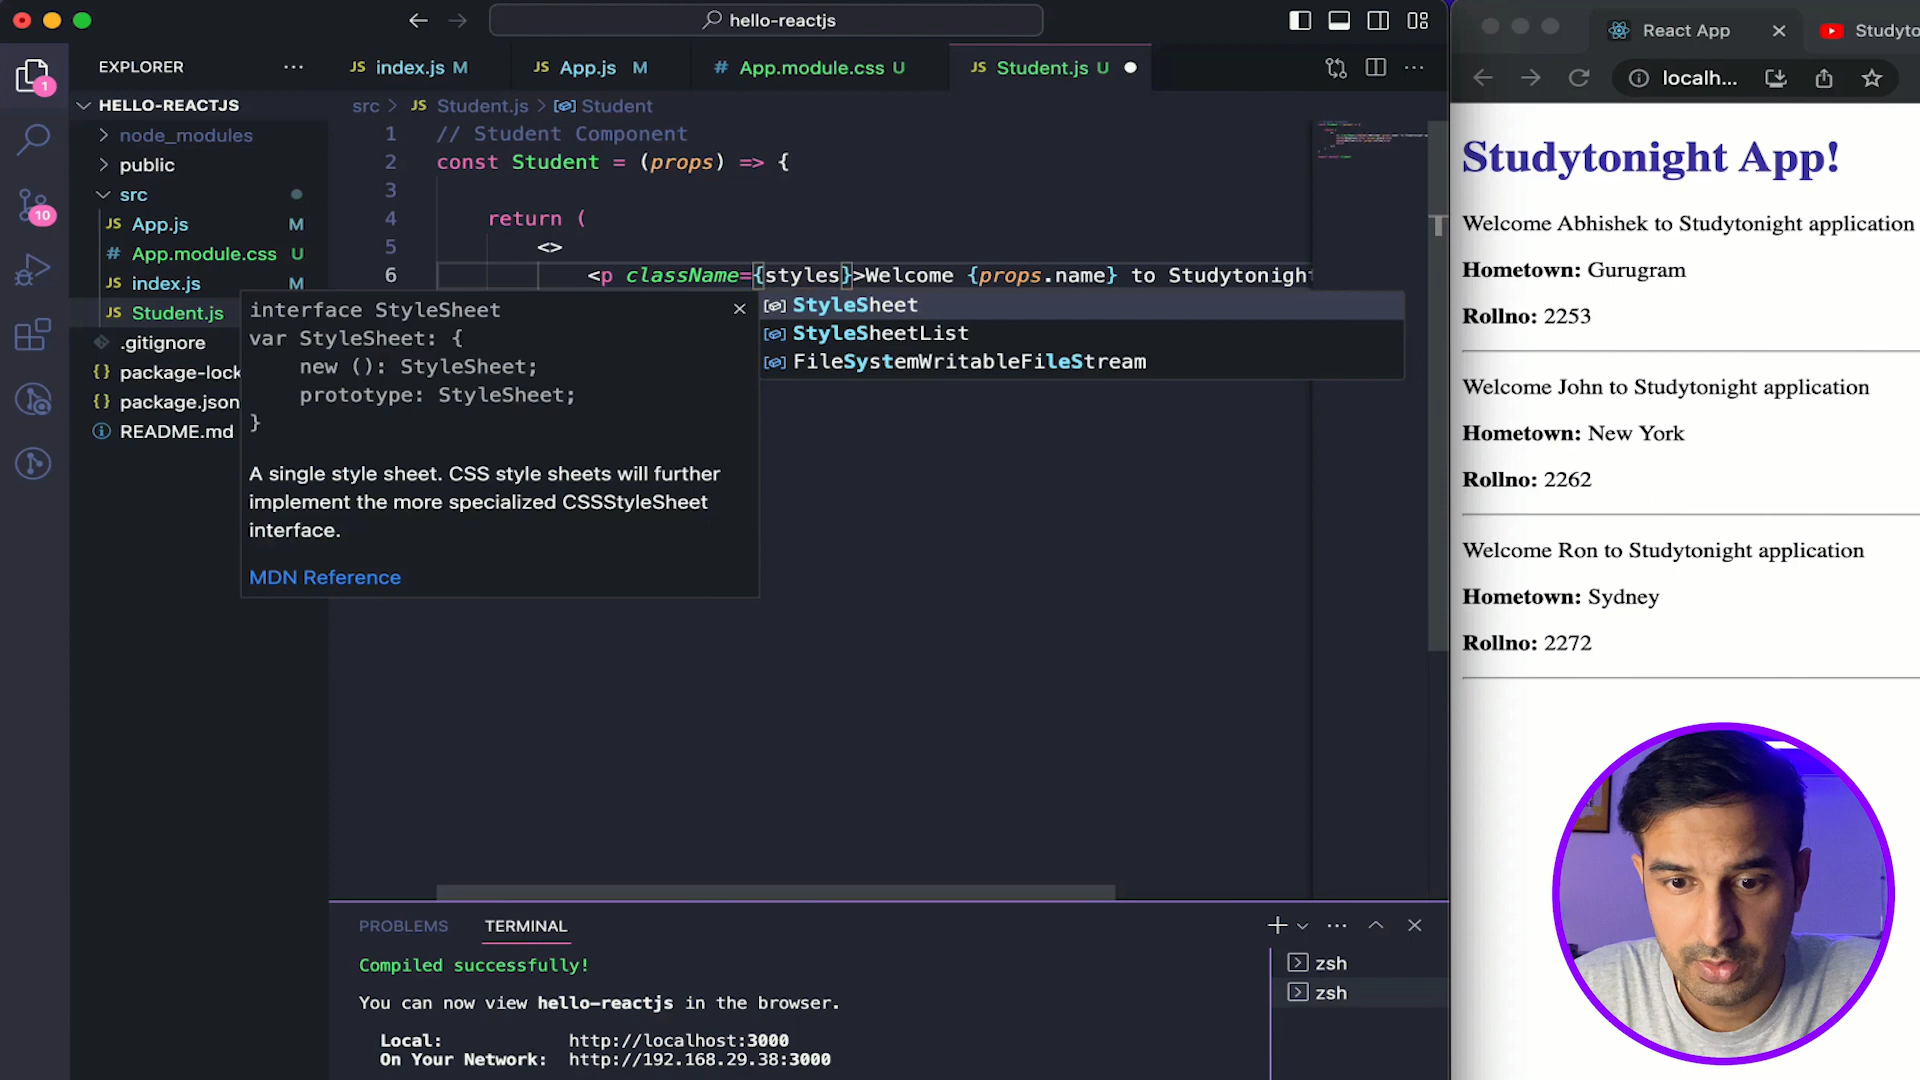 hello-reactjs
EXPLORER
JS index.js M
JS App.js M
# App.module.css U
JS Student.js U
HELLO-REACTJS
node_modules
public
src
JS App.js M
# App.module.css U
JS index.js M
JS Student.js
.gitignore
{} package-lock
{} package.json
README.md
1
10
src > JS Student.js > Student
1 // Student Component
2 const Student = (props) => {
3
4 return (
5 <>
6 <p className={styles}>Welcome {props.name} to Studytonight
StyleSheet
StyleSheetList
FileSystemWritableFileStream
interface StyleSheet
var StyleSheet: {
new (): StyleSheet;
prototype: StyleSheet;
}
A single style sheet. CSS style sheets will further
implement the more specialized CSSStyleSheet
interface.
MDN Reference
PROBLEMS
TERMINAL
Compiled successfully!
You can now view hello-reactjs in the browser.
Local: http://localhost:3000
On Your Network: http://192.168.29.38:3000
zsh
zsh
React App
Studyto
localh...
Studytonight App!
Welcome Abhishek to Studytonight application
Hometown: Gurugram
Rollno: 2253
Welcome John to Studytonight application
Hometown: New York
Rollno: 2262
Welcome Ron to Studytonight application
Hometown: Sydney
Rollno: 2272